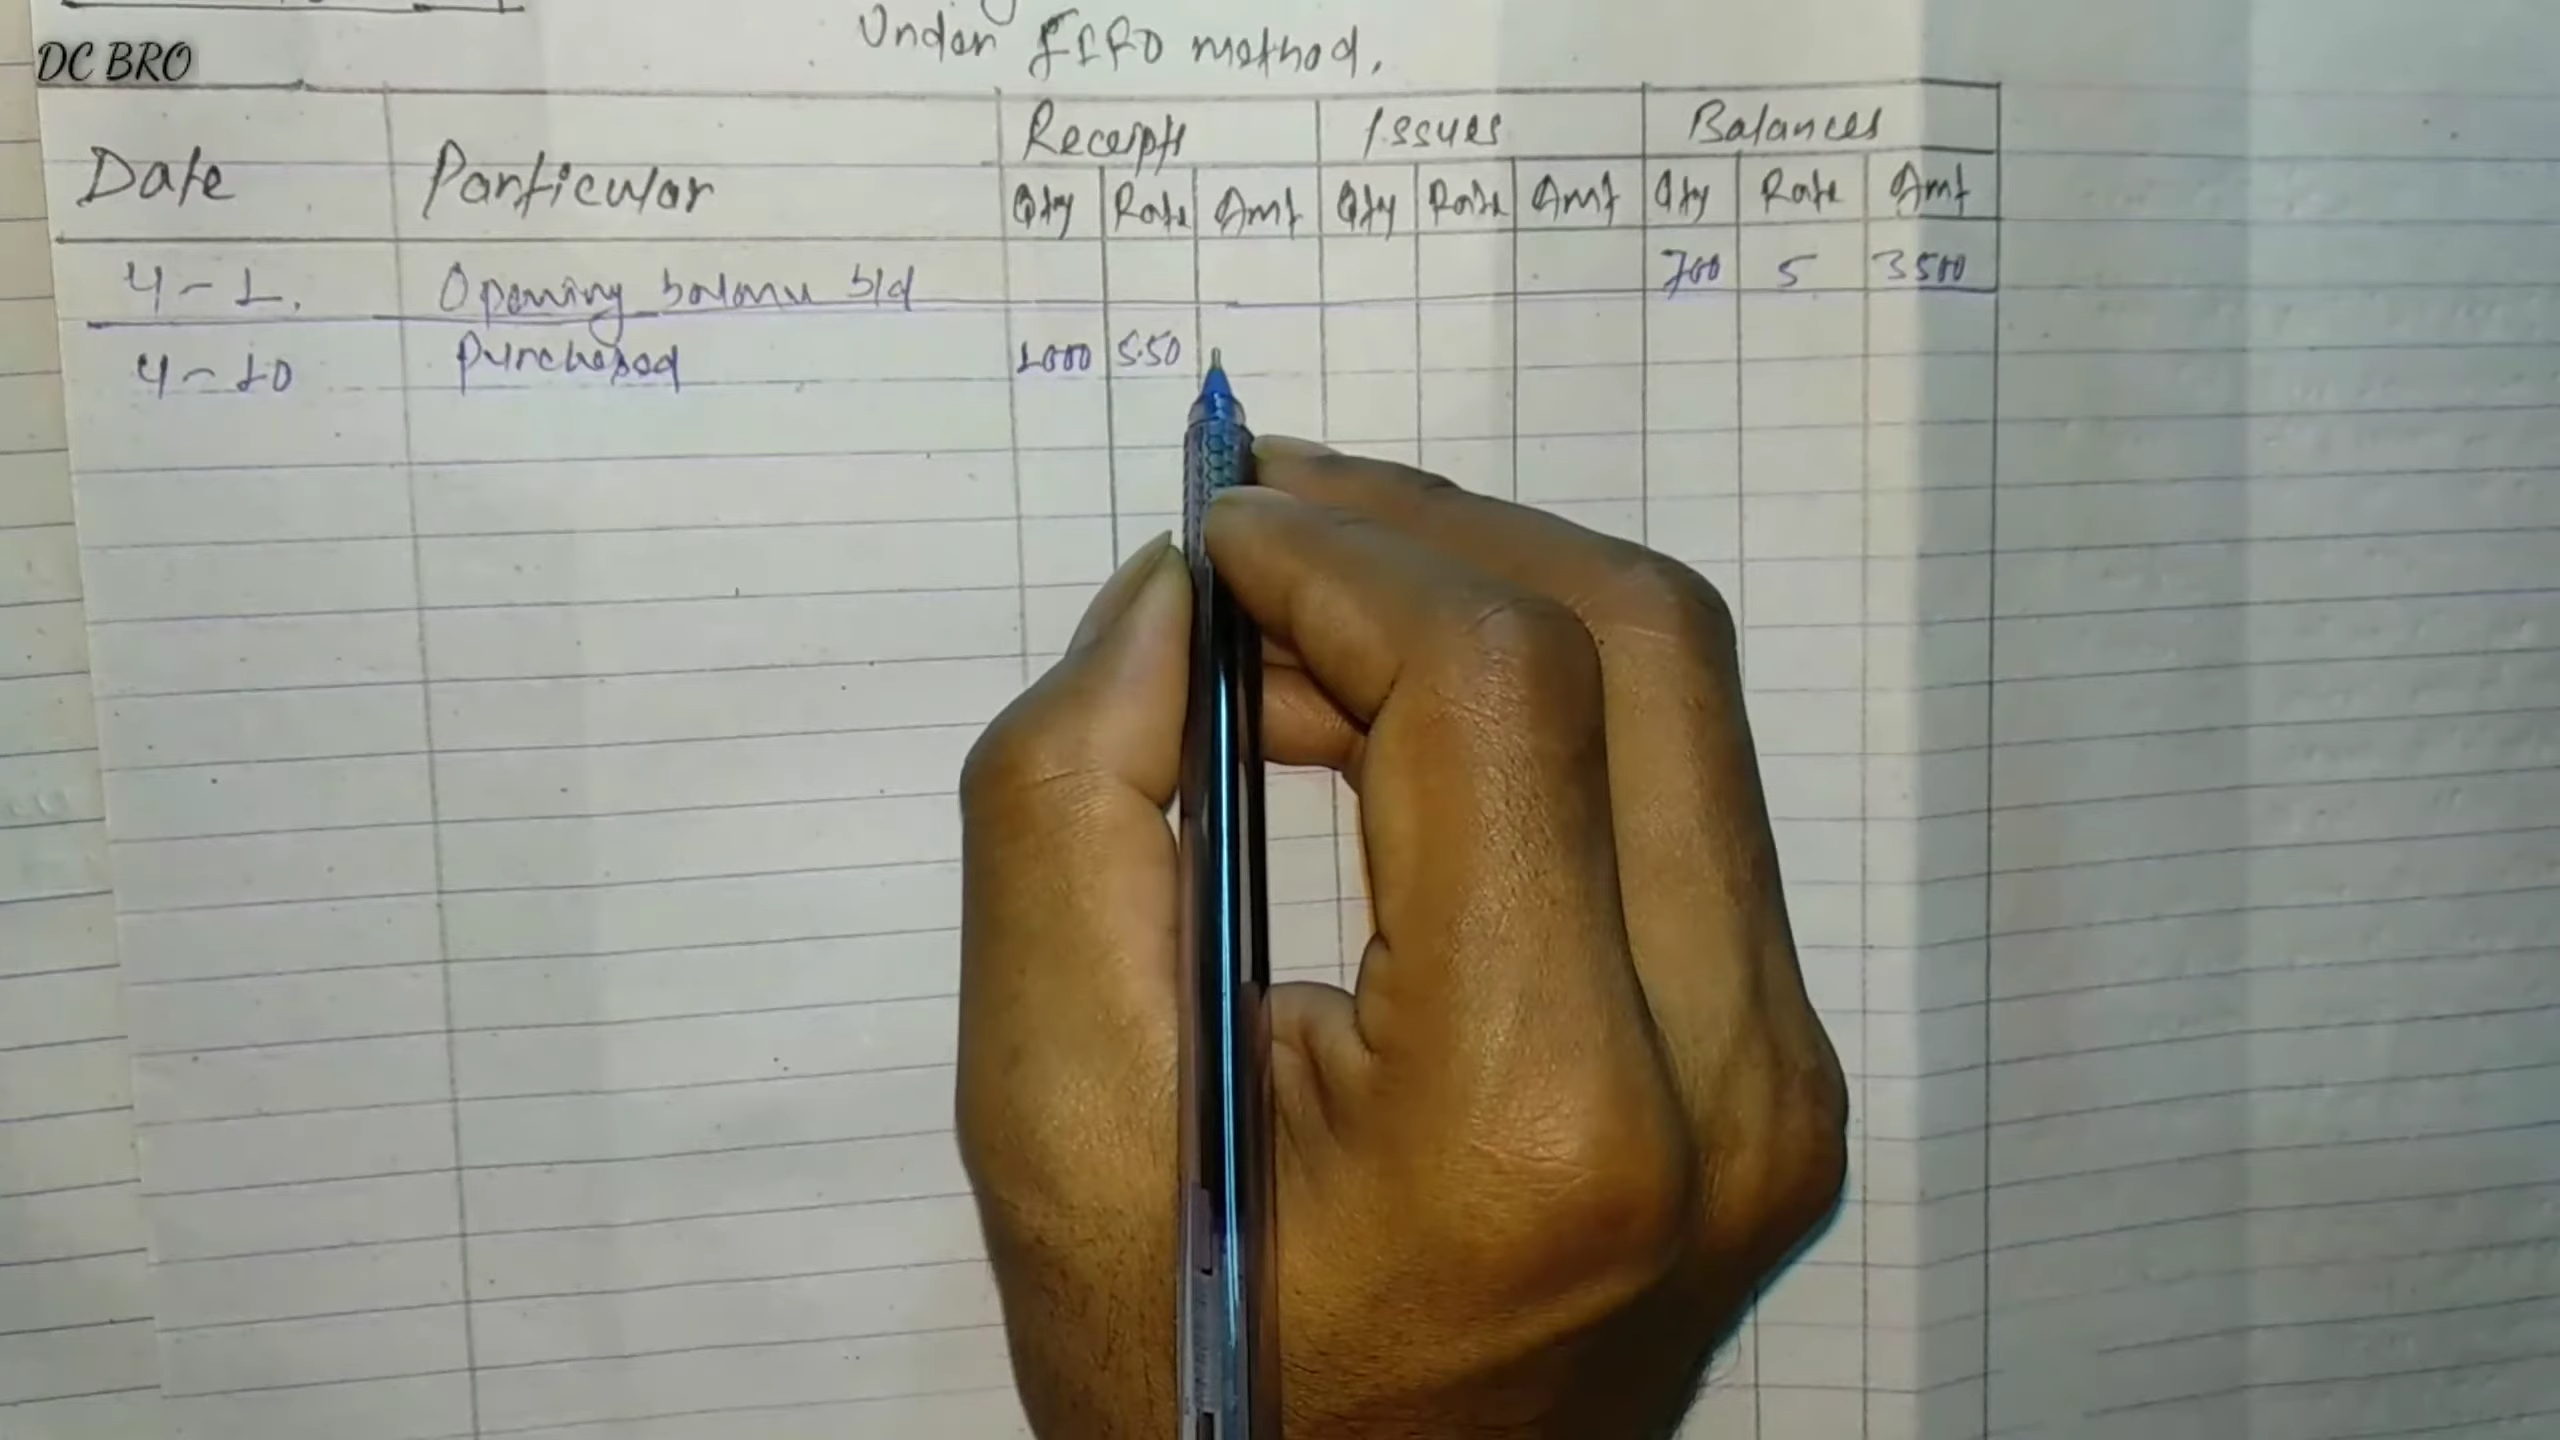 Under FIFO method.
DC BRO
Receipts Issues Balances
Date Particular Qty Rate Amt Qty Rate Amt Qty Rate Amt
4-1. Opening balance b/d 700 5 3500
4-10 Purchased 1000 5.50